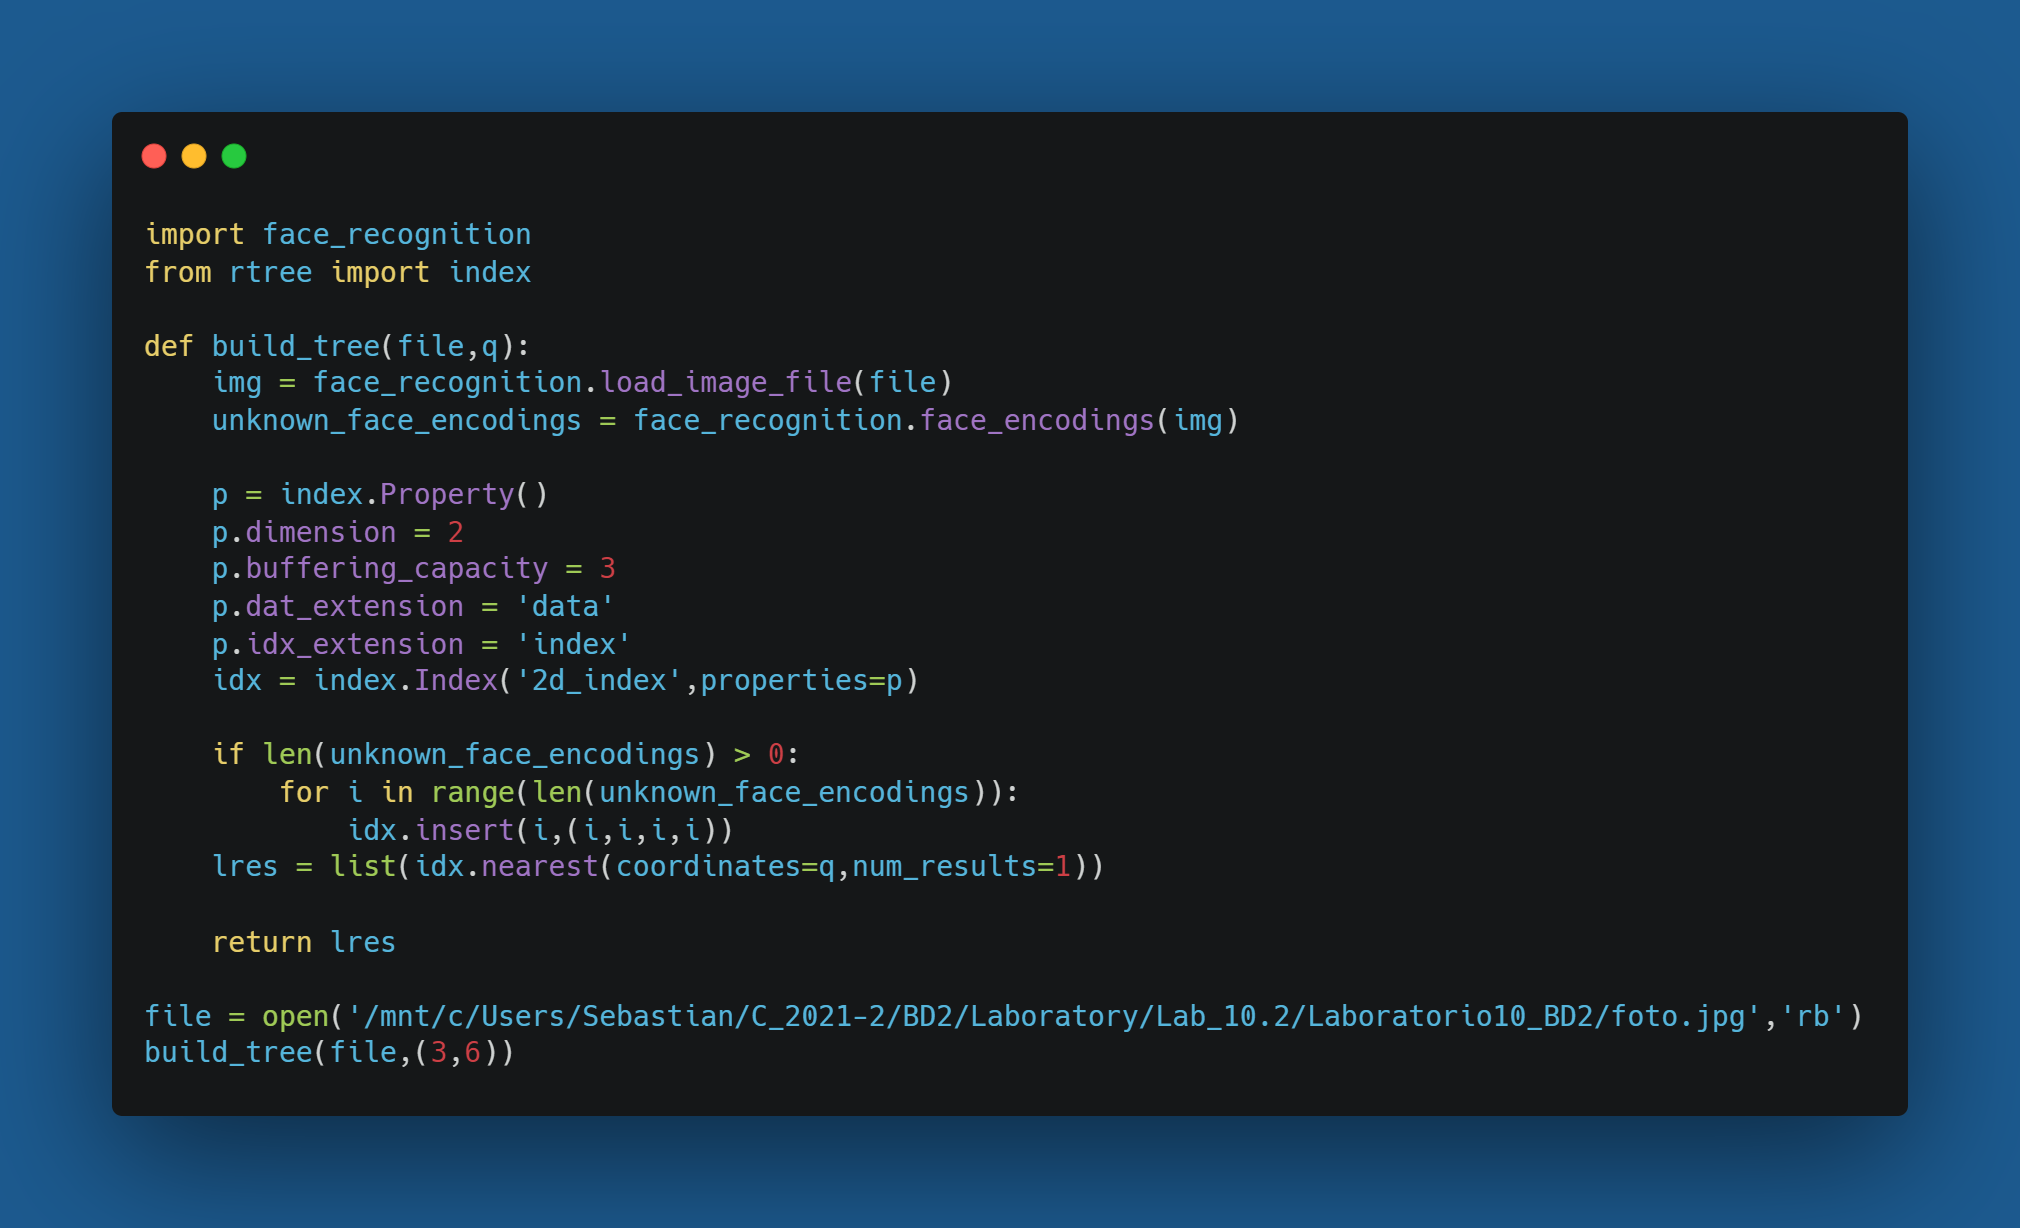 import face_recognition
from rtree import index
def build_tree(file,q):
    img = face_recognition.load_image_file(file)
    unknown_face_encodings = face_recognition.face_encodings(img)
    p = index.Property()
    p.dimension = 2
    p.buffering_capacity = 3
    p.dat_extension = 'data'
    p.idx_extension = 'index'
    idx = index.Index('2d_index',properties=p)
    if len(unknown_face_encodings) > 0:
        for i in range(len(unknown_face_encodings)):
            idx.insert(i,(i,i,i,i))
    lres = list(idx.nearest(coordinates=q,num_results=1))
    return lres
file = open('/mnt/c/Users/Sebastian/C_2021-2/BD2/Laboratory/Lab_10.2/Laboratorio10_BD2/foto.jpg','rb')
build_tree(file,(3,6))